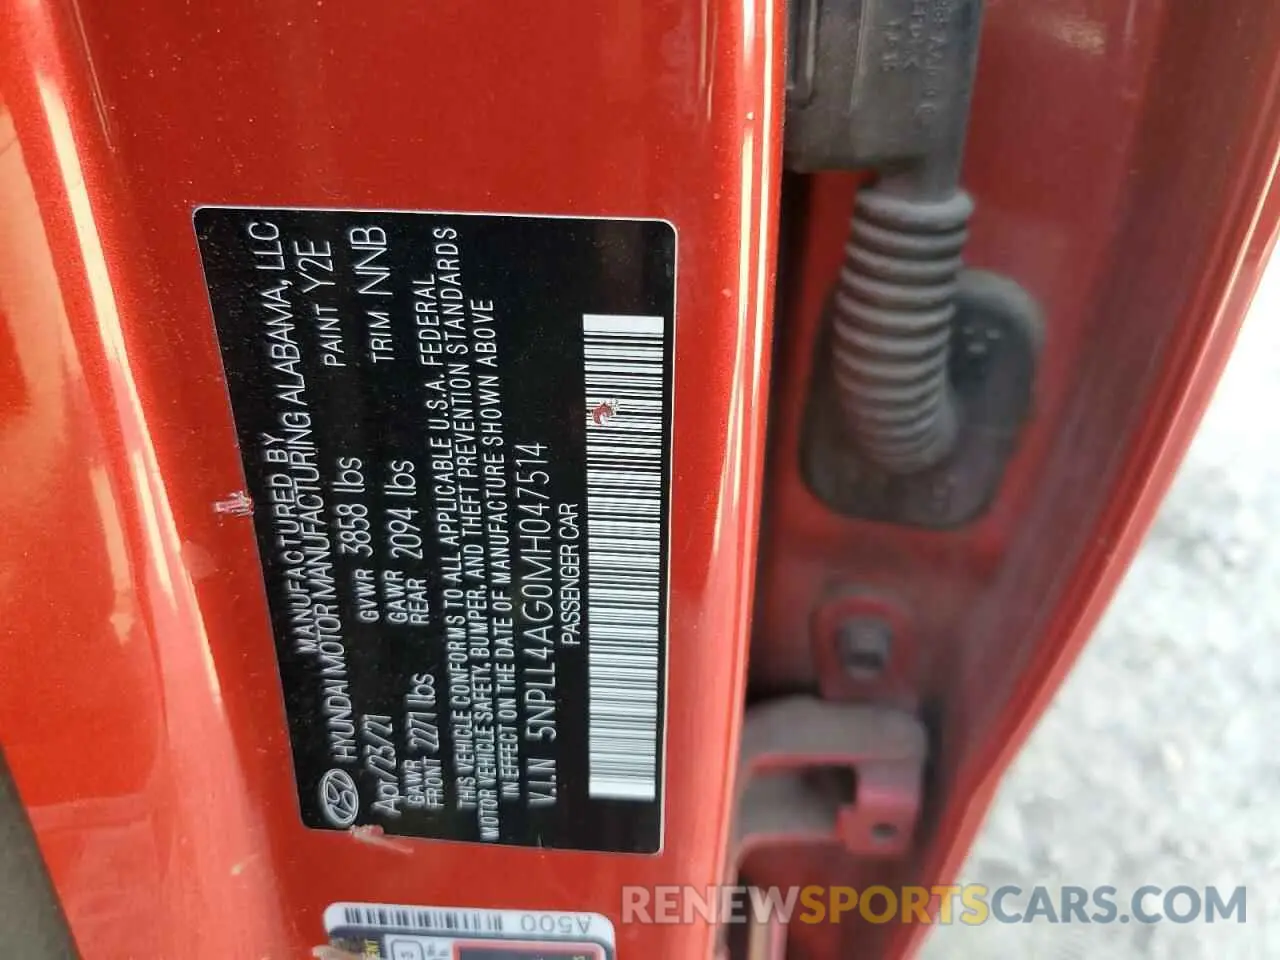 MANUFACTURED BY
HYUNDAI MOTOR MANUFACTURING ALABAMA, LLC
Apr/23/21 GVWR 3858 lbs PAINT Y2E
GAWR FRONT 2771 lbs GAWR REAR 2094 lbs TRIM NNB
THIS VEHICLE CONFORMS TO ALL APPLICABLE U.S.A. FEDERAL
MOTOR VEHICLE SAFETY, BUMPER, AND THEFT PREVENTION STANDARDS
IN EFFECT ON THE DATE OF MANUFACTURE SHOWN ABOVE
V.I.N 5NPLL4AG0MH047514
PASSENGER CAR
A500
RENEWSPORTSCARS.COM